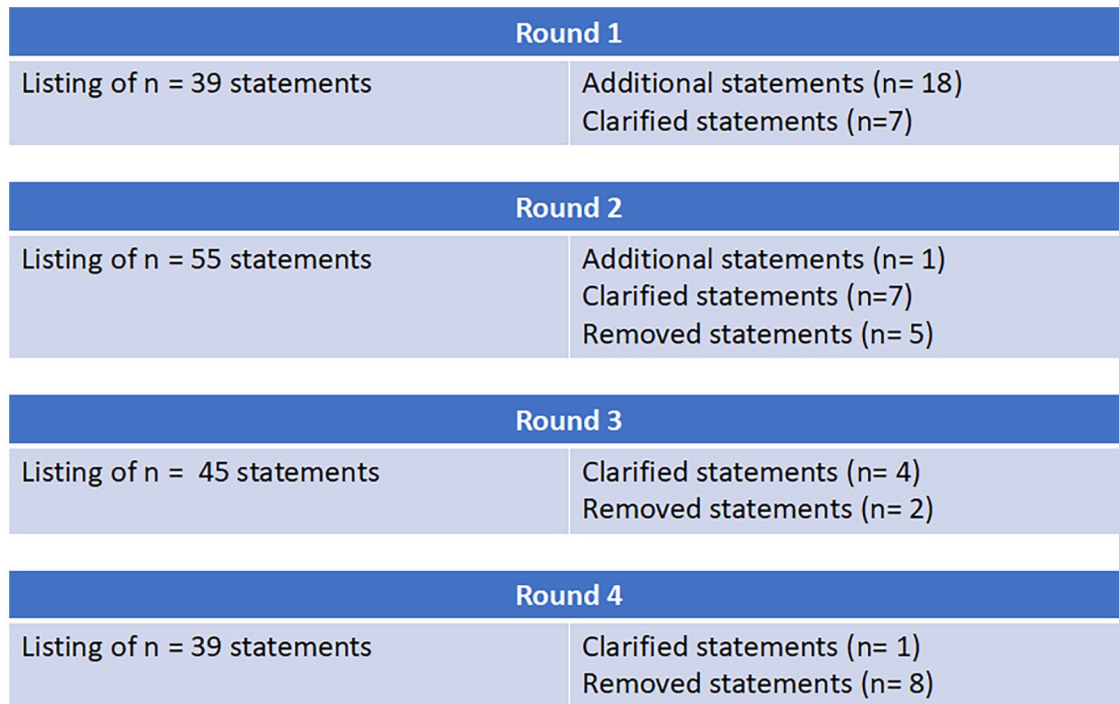 Round 1
Listing of n = 39 statements
Additional statements (n= 18)
Clarified statements (n=7)
Round 2
Listing of n = 55 statements
Additional statements (n= 1)
Clarified statements (n=7)
Removed statements (n= 5)
Round 3
Listing of n =  45 statements
Clarified statements (n= 4)
Removed statements (n= 2)
Round 4
Listing of n = 39 statements
Clarified statements (n= 1)
Removed statements (n= 8)